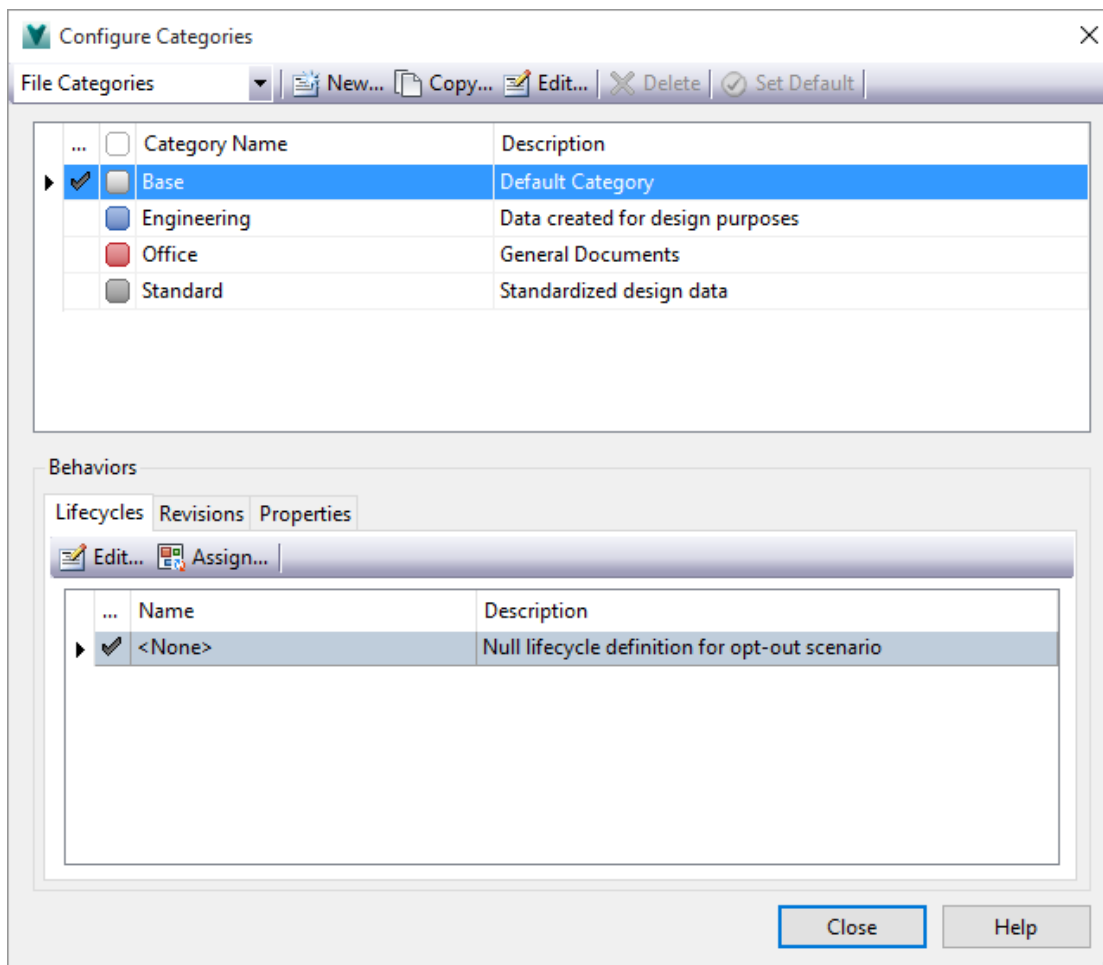 Configure Categories
File Categories New... Copy... Edit... Delete Set Default
... Category Name Description
Base Default Category
Engineering Data created for design purposes
Office General Documents
Standard Standardized design data
Behaviors
Lifecycles Revisions Properties
Edit... Assign...
... Name Description
<None> Null lifecycle definition for opt-out scenario
Close Help